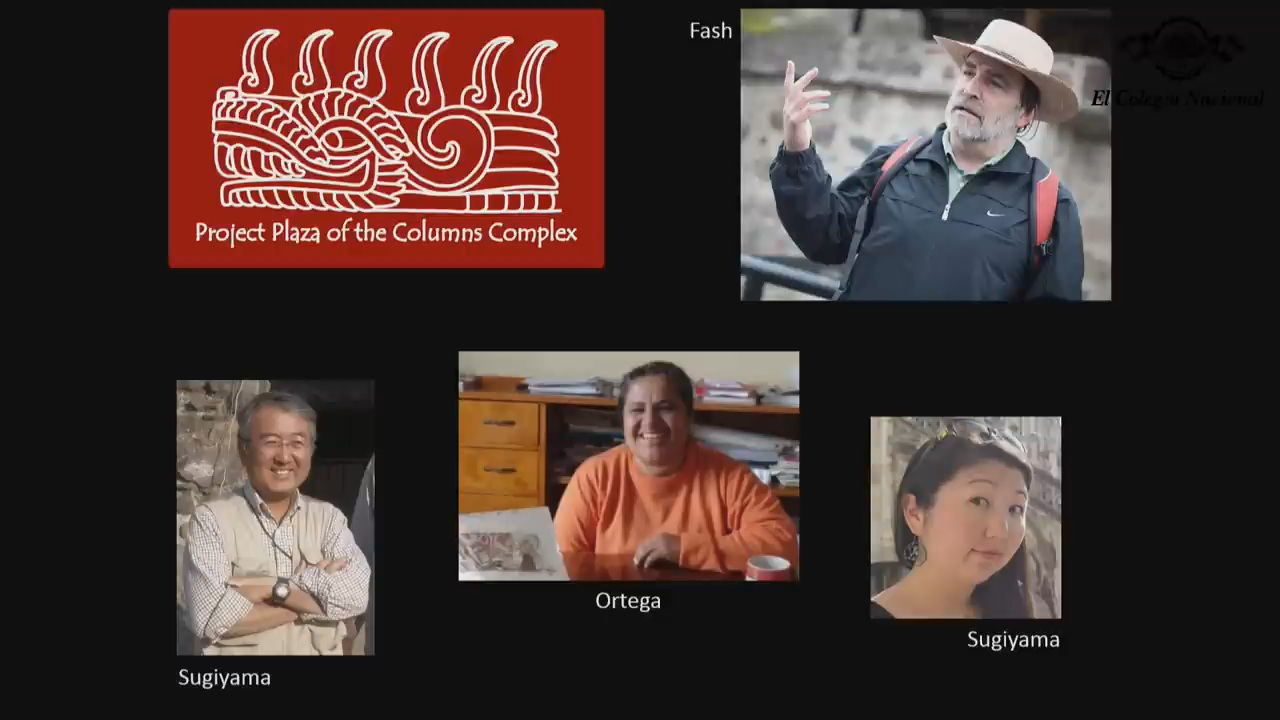 Fash
El Colegio Nacional
Project Plaza of the Columns Complex
Ortega
Sugiyama
Sugiyama